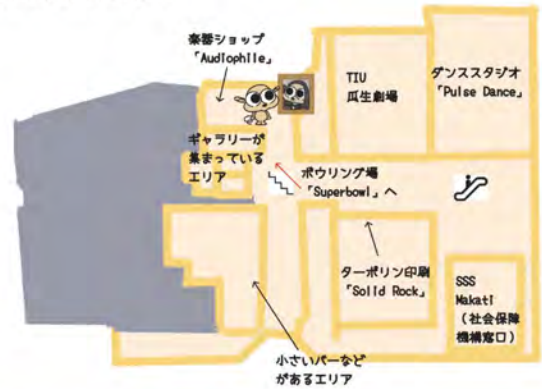 楽器ショップ
「Audiophile」
TIU
瓜生劇場
ダンススタジオ
「Pulse Dance」
ギャラリーが
集まっている
エリア
ボウリング場
「Superbowl」へ
ターポリン印刷
「Solid Rock」
SSS
Makati
（社会保障
機構窓口）
小さいバーなど
があるエリア